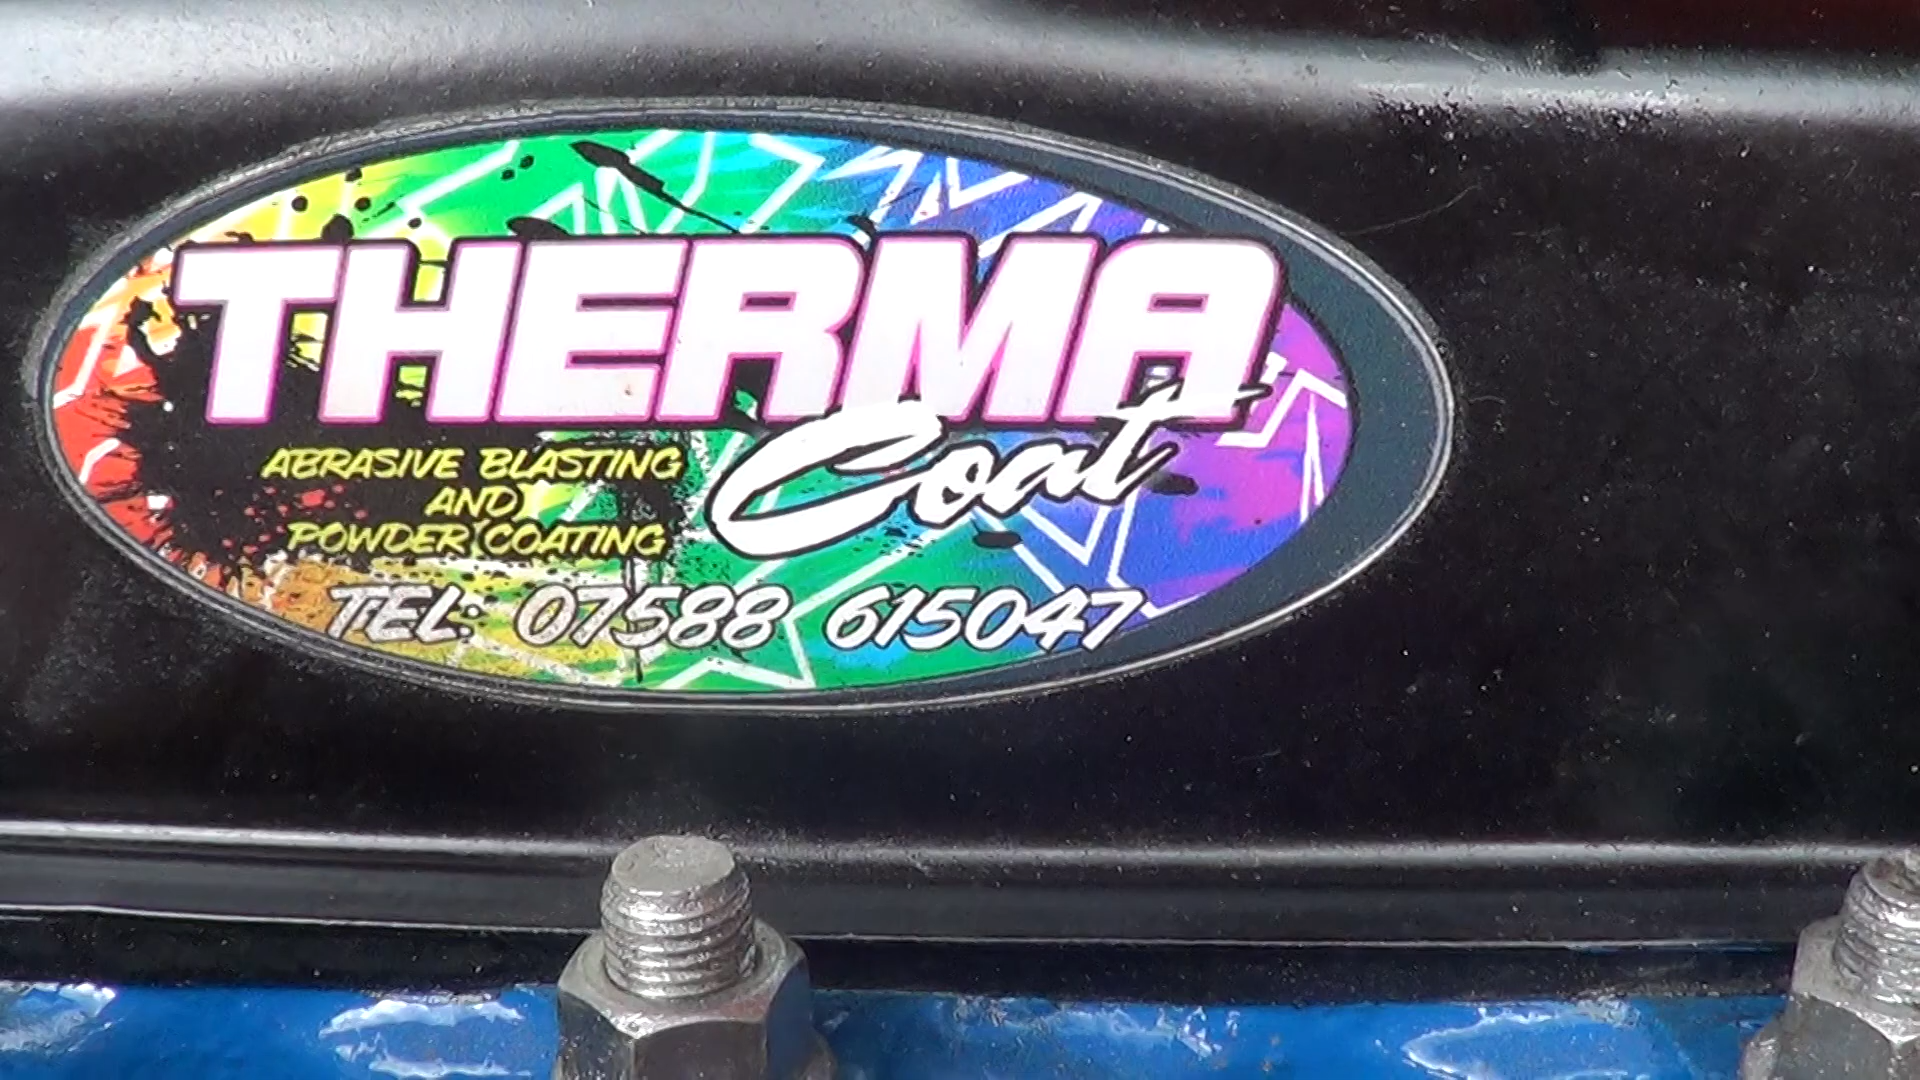 THERMA
Coat
ABRASIVE BLASTING
AND
POWDER COATING
TEL: 07588 615047